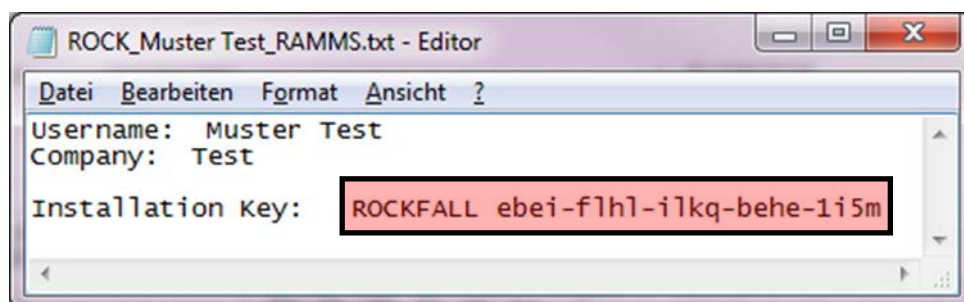 ROCK_Muster Test_RAMMS.txt - Editor
Datei Bearbeiten Format Ansicht ?
Username: Muster Test
Company: Test
Installation Key: ROCKFALL ebei-flhl-ilkq-behe-1i5m